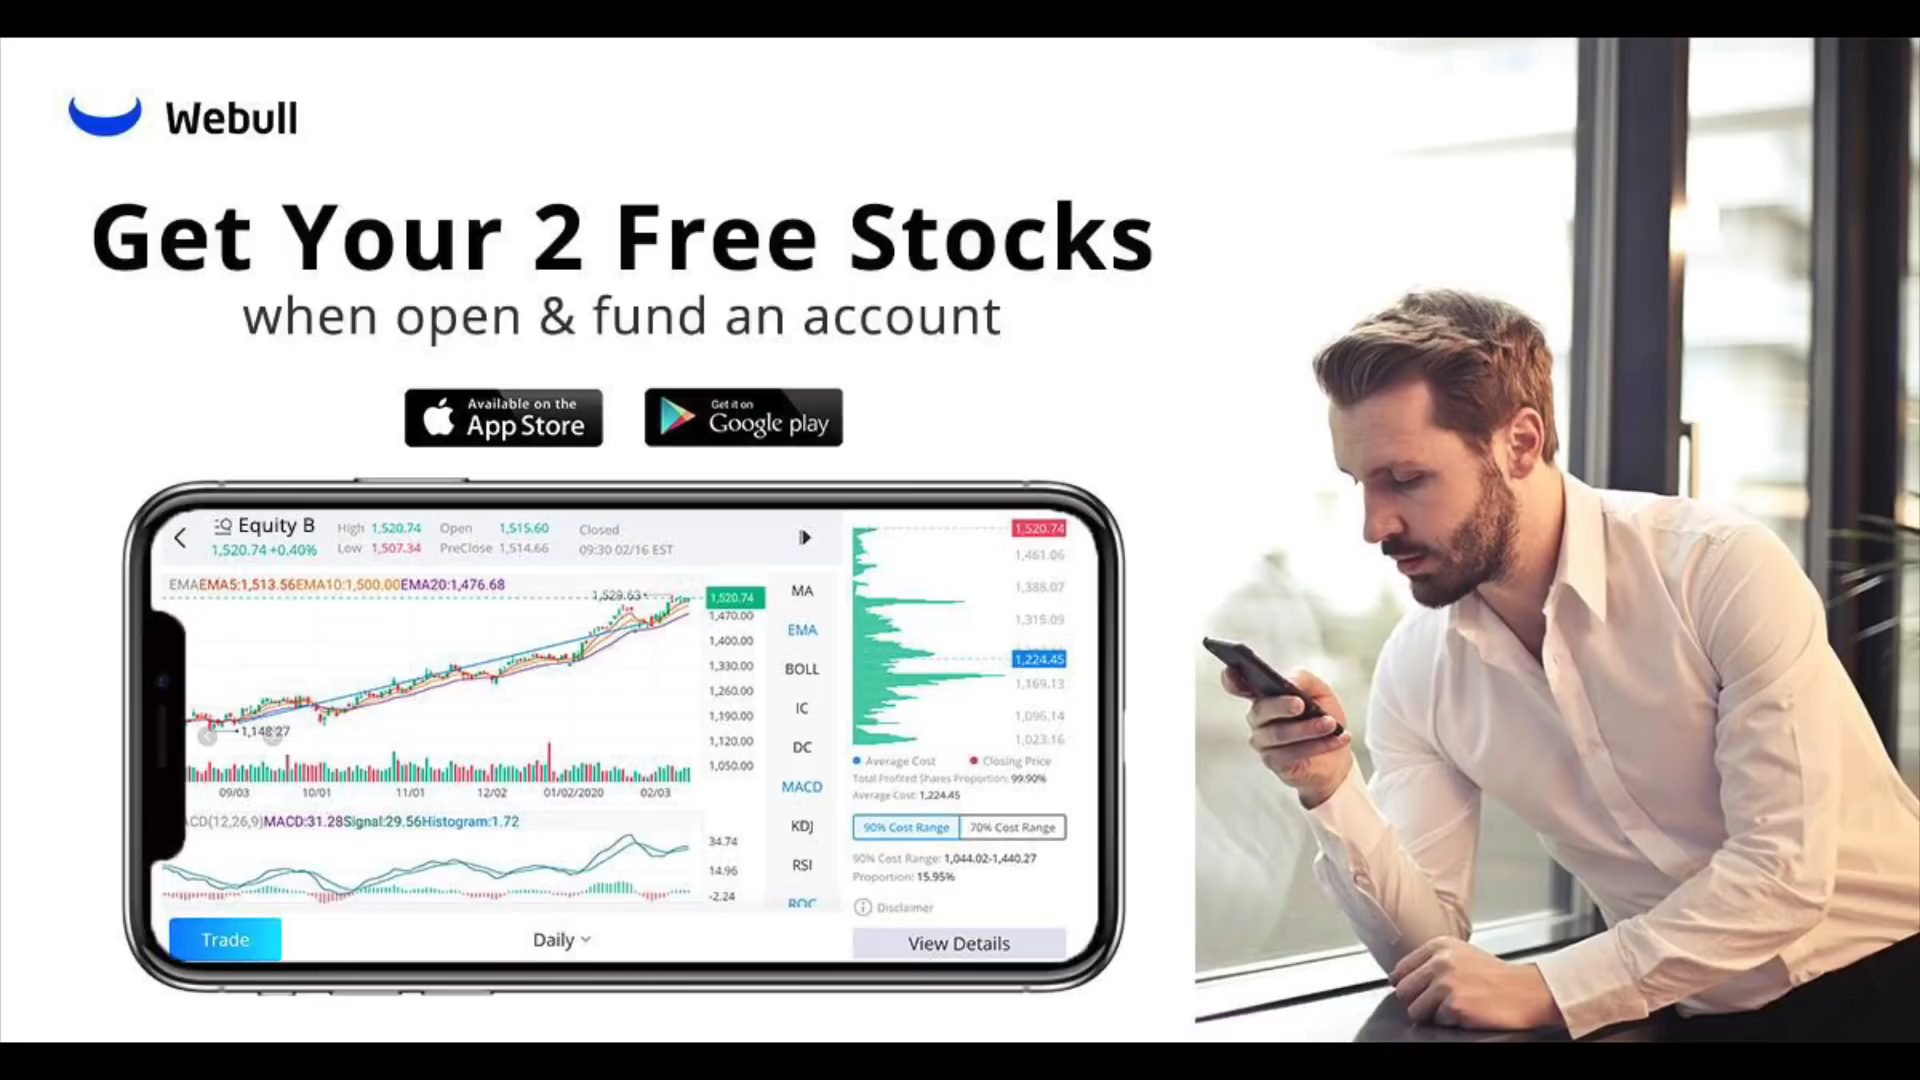 Webull
Get Your 2 Free Stocks
when open & fund an account
Available on the
App Store
Get it on
Google play
Equity B
High 1,520.74 Open 1,515.60 Closed
1,520.74 +0.40%
Low 1,507.34 PreClose 1,514.66 09:30 02/16 EST
EMAEMA5:1,513.56EMA10:1,500.00EMA20:1,476.68
1,529.63
1,520.74
1,470.00
1,400.00
1,330.00
1,260.00
1,190.00
1,120.00
1,050.00
1,148.27
09/03 10/01 11/01 12/02 01/02/2020 02/03
CD(12,26,9)MACD:31.28Signal:29.56Histogram:1.72
34.74
14.96
-2.24
MA
EMA
BOLL
IC
DC
MACD
KDJ
RSI
ROC
Trade
Daily
1,520.74
1,461.06
1,388.07
1,315.09
1,224.45
1,169.13
1,096.14
1,023.16
Average Cost Closing Price
Total Profited Shares Proportion: 99.90%
Average Cost: 1,224.45
90% Cost Range 70% Cost Range
90% Cost Range: 1,044.02-1,440.27
Proportion: 15.95%
Disclaimer
View Details